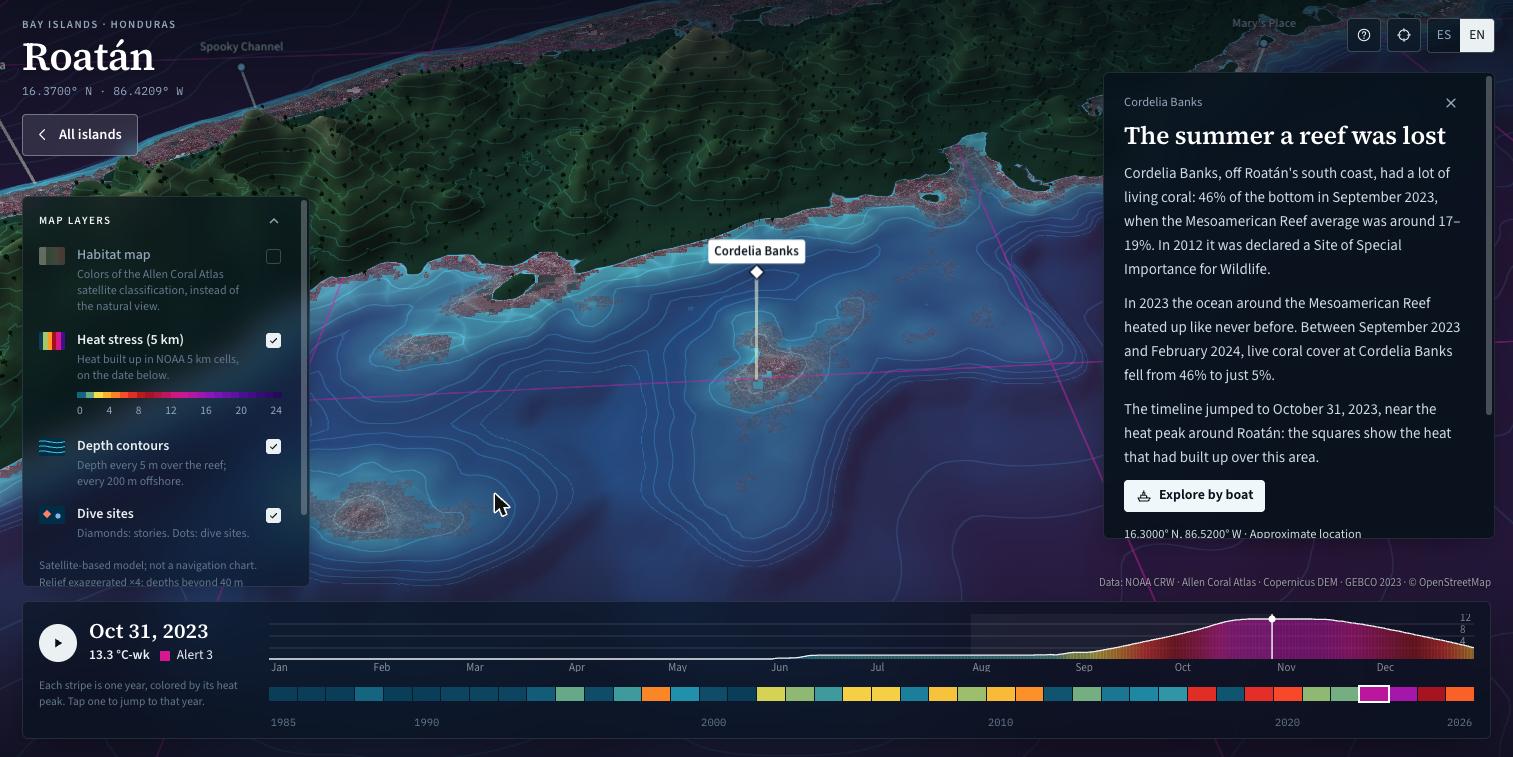 BAY ISLANDS · HONDURAS
Roatán
16.3700° N · 86.4209° W
All islands
Spooky Channel
Mary's Place
ES
EN
MAP LAYERS
Habitat map
Colors of the Allen Coral Atlas
satellite classification, instead of
the natural view.
Heat stress (5 km)
Heat built up in NOAA 5 km cells,
on the date below.
0 4 8 12 16 20 24
Depth contours
Depth every 5 m over the reef;
every 200 m offshore.
Dive sites
Diamonds: stories. Dots: dive sites.
Satellite-based model; not a navigation chart.
Relief exaggerated ×4; depths beyond 40 m
Cordelia Banks
Cordelia Banks
The summer a reef was lost
Cordelia Banks, off Roatán's south coast, had a lot of
living coral: 46% of the bottom in September 2023,
when the Mesoamerican Reef average was around 17–
19%. In 2012 it was declared a Site of Special
Importance for Wildlife.
In 2023 the ocean around the Mesoamerican Reef
heated up like never before. Between September 2023
and February 2024, live coral cover at Cordelia Banks
fell from 46% to just 5%.
The timeline jumped to October 31, 2023, near the
heat peak around Roatán: the squares show the heat
that had built up over this area.
Explore by boat
16.3000° N, 86.5200° W · Approximate location
Data: NOAA CRW · Allen Coral Atlas · Copernicus DEM · GEBCO 2023 · © OpenStreetMap
Oct 31, 2023
13.3 °C-wk Alert 3
Each stripe is one year, colored by its heat
peak. Tap one to jump to that year.
12
8
4
Jan Feb Mar Apr May Jun Jul Aug Sep Oct Nov Dec
1985 1990 2000 2010 2020 2026